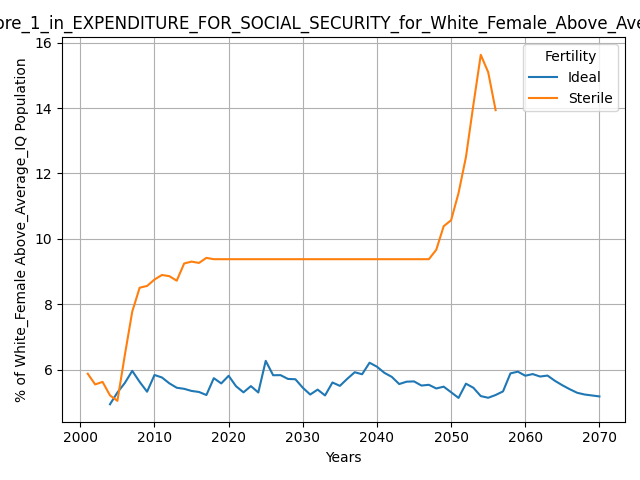 ore_1_in_EXPENDITURE_FOR_SOCIAL_SECURITY_for_White_Female_Above_Ave
16
14
12
10
8
6
% of White_Female Above_Average_IQ Population
Fertility
Ideal
Sterile
2000 2010 2020 2030 2040 2050 2060 2070
Years